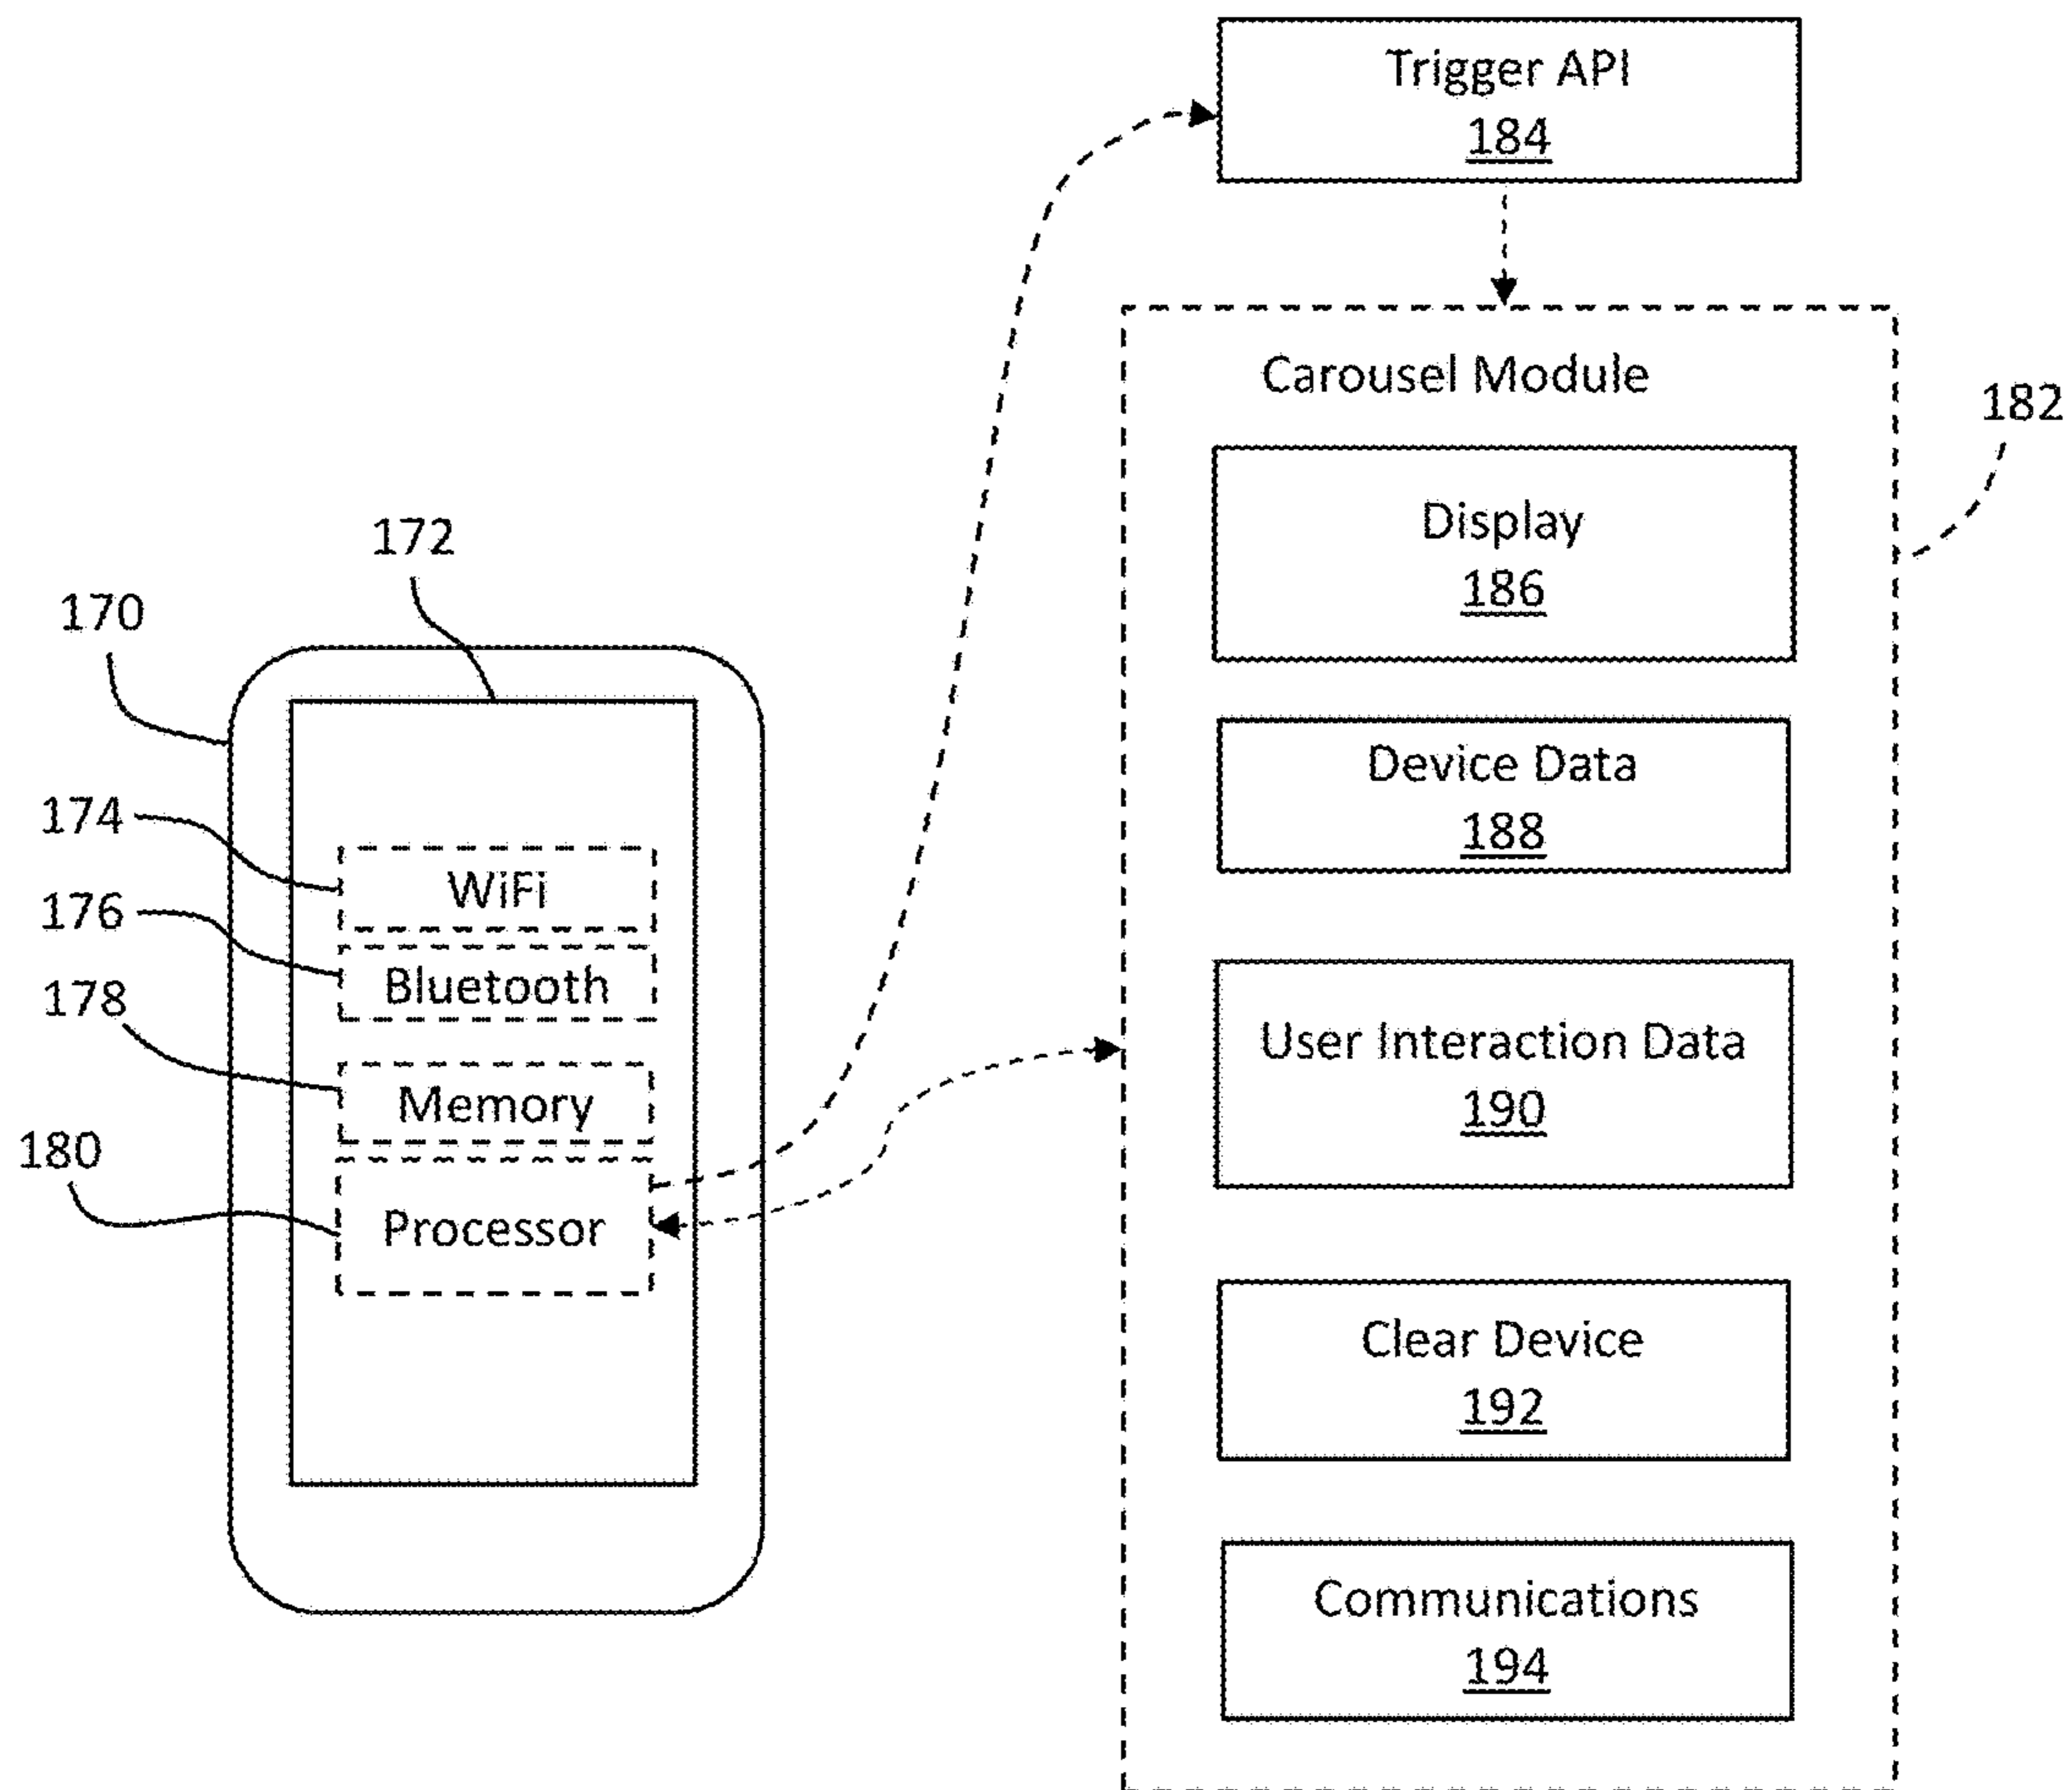 Trigger API
184
Carousel Module
182
Display
186
172
170
Device Data
188
174
WiFi
176
Bluetooth
178
Memory
User Interaction Data
190
180
Processor
Clear Device
192
Communications
194